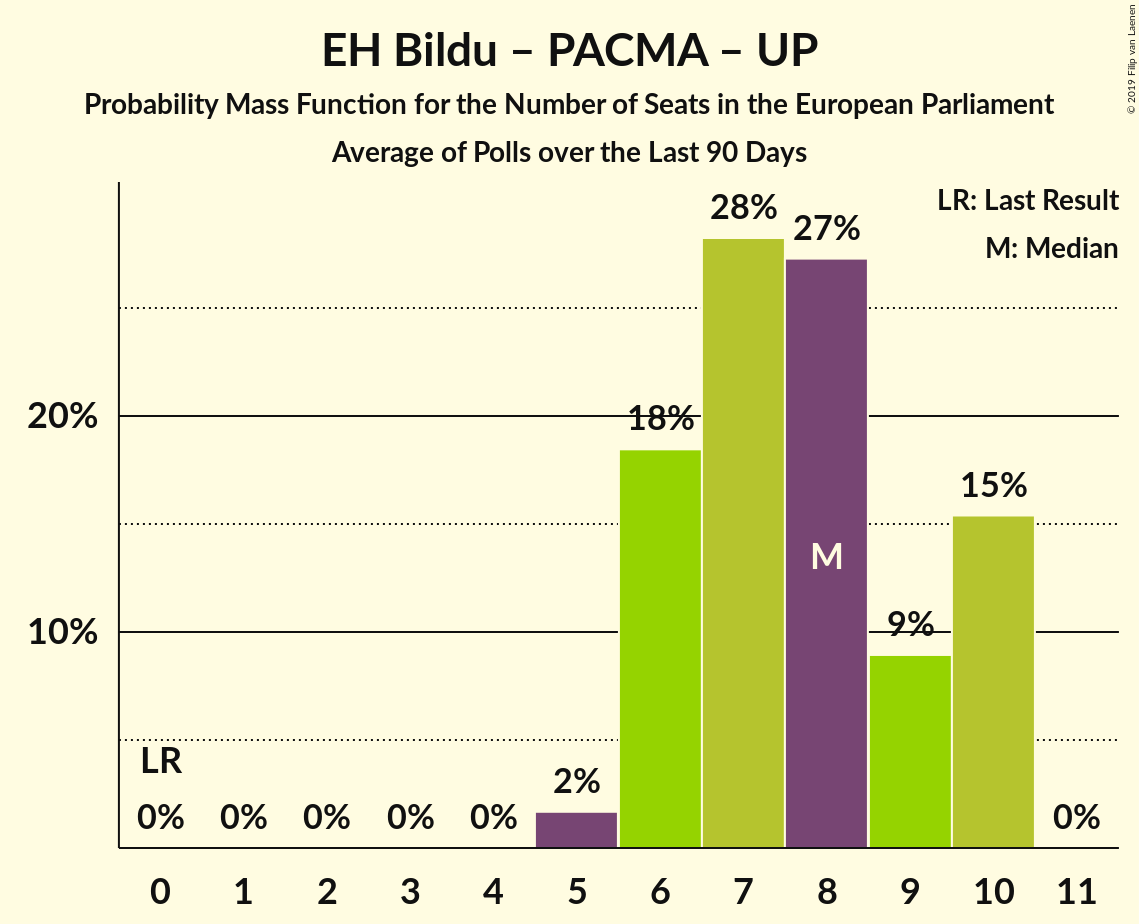 EH Bildu – PACMA – UP
Probability Mass Function for the Number of Seats in the European Parliament
Average of Polls over the Last 90 Days
© 2019 Filip van Laenen
LR: Last Result
M: Median
28%
27%
20%
18%
15%
M
10%
9%
LR
2%
0% 0% 0% 0% 0% 0%
0 1 2 3 4 5 6 7 8 9 10 11